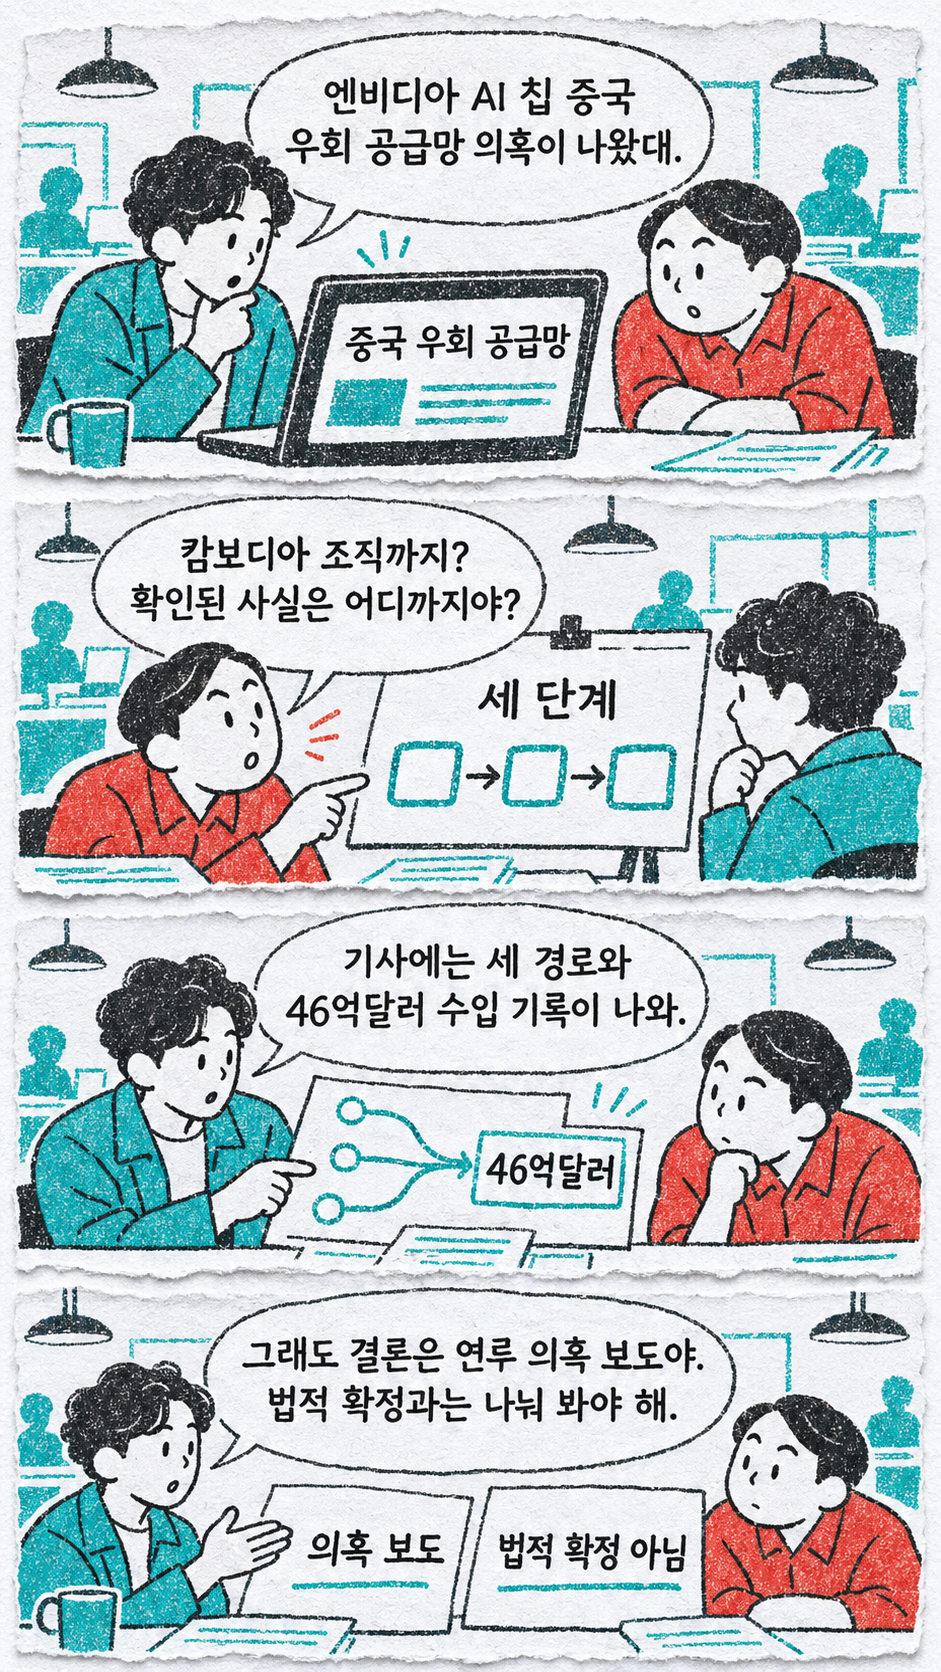 엔비디아 AI 칩 중국
우회 공급망 의혹이 나왔대.
중국 우회 공급망
캄보디아 조직까지?
확인된 사실은 어디까지야?
세 단계
기사에는 세 경로와
46억달러 수입 기록이 나와.
46억달러
그래도 결론은 연루 의혹 보도야.
법적 확정과는 나눠 봐야 해.
의혹 보도
법적 확정 아님